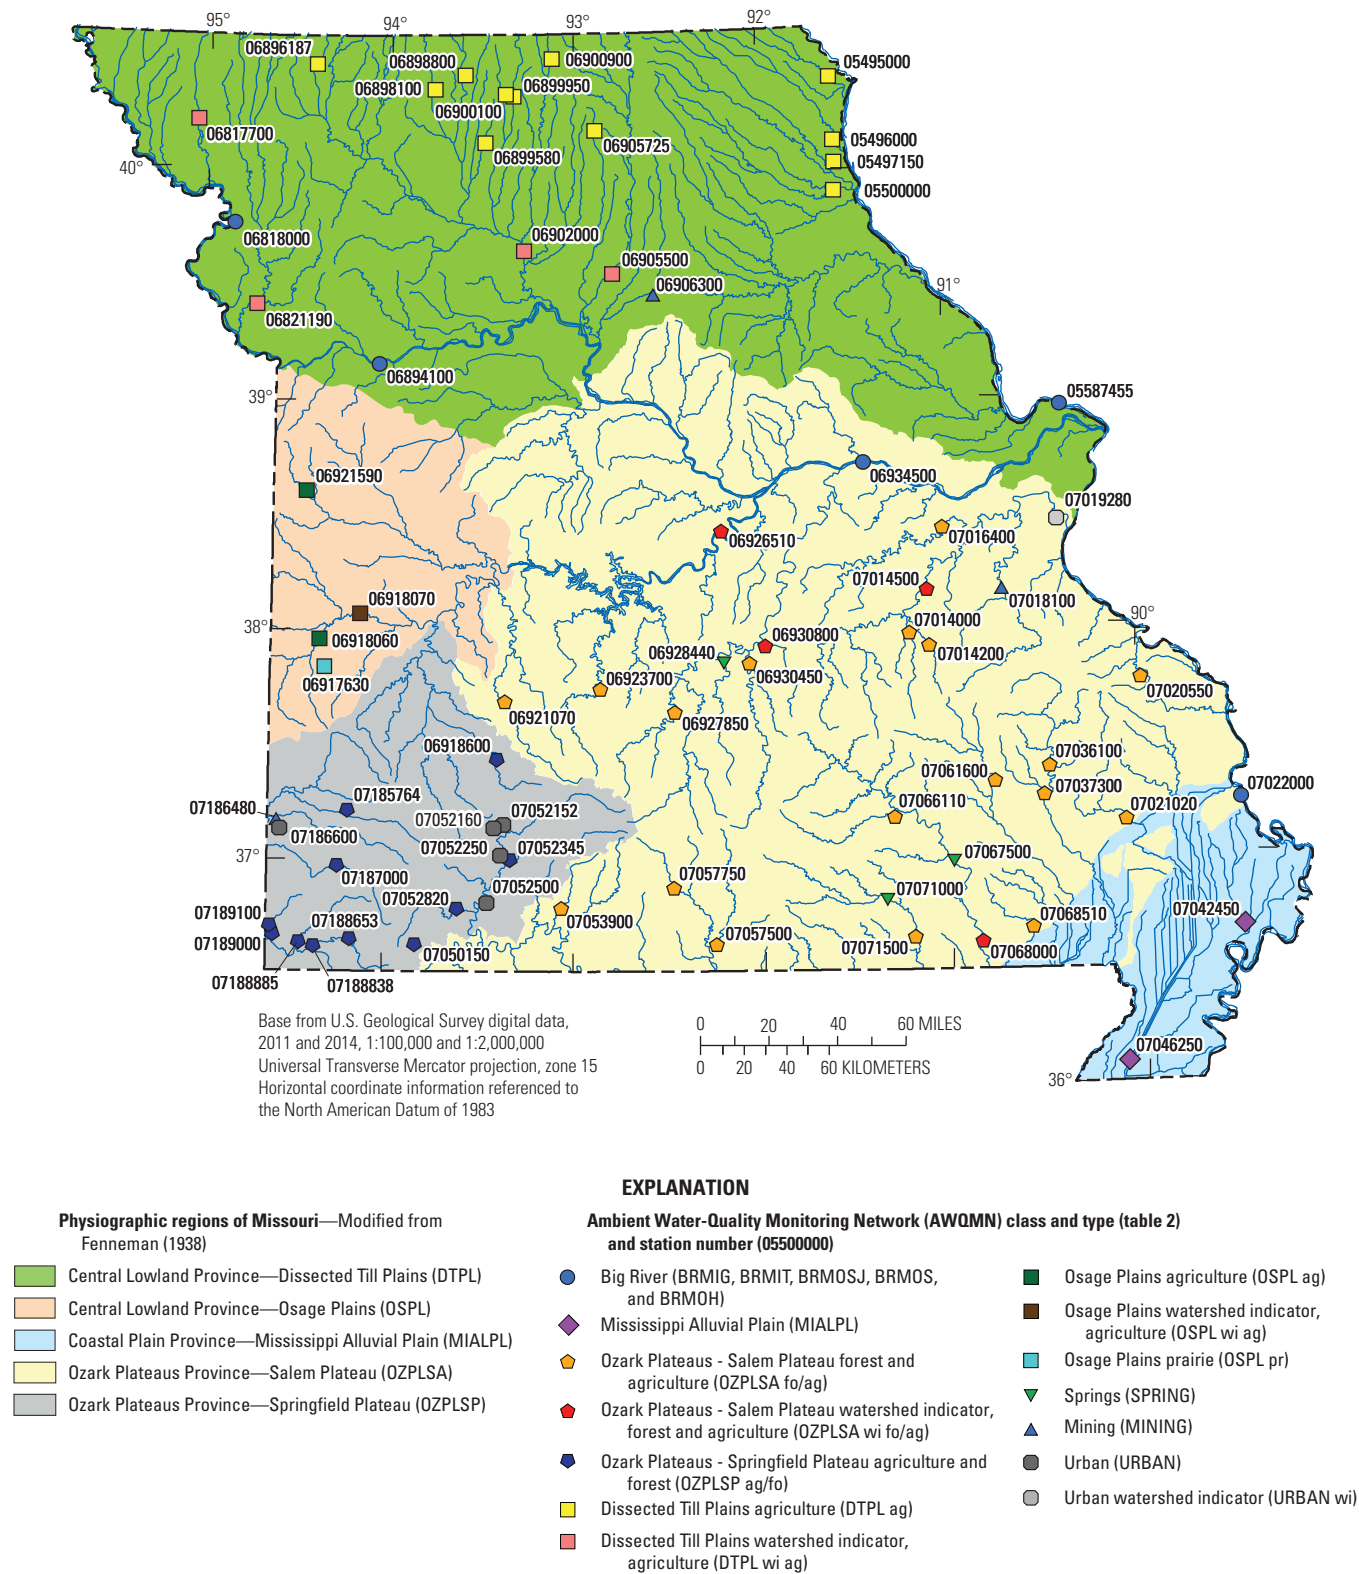 95°
94°
93°
92°
06896187
06898800
06900900
05495000
06898100
06899950
06900100
06817700
06899580
06905725
05496000
05497150
05500000
40°
06818000
06902000
06905500
06906300
91°
06821190
06894100
39°
05587455
06921590
06934500
07019280
06926510
07016400
07014500
07018100
06918070
90°
38°
06918060
07014000
06930800
06928440
07014200
06917630
06923700
06930450
07020550
06921070
06927850
06918600
07036100
07061600
07022000
07186480
07185764
07052152
07037300
07052160
07066110
07021020
07186600
07052250
07052345
37°
07067500
07187000
07057750
07052820
07052500
07071000
07189100
07188653
07053900
07068510
07042450
07189000
07057500
07071500
07050150
07068000
07188885
07188838
07046250
36°
Base from U.S. Geological Survey digital data,
2011 and 2014, 1:100,000 and 1:2,000,000
Universal Transverse Mercator projection, zone 15
Horizontal coordinate information referenced to
the North American Datum of 1983
0 20 40 60 MILES
0 20 40 60 KILOMETERS
EXPLANATION
Physiographic regions of Missouri—Modified from
Fenneman (1938)
Central Lowland Province—Dissected Till Plains (DTPL)
Central Lowland Province—Osage Plains (OSPL)
Coastal Plain Province—Mississippi Alluvial Plain (MIALPL)
Ozark Plateaus Province—Salem Plateau (OZPLSA)
Ozark Plateaus Province—Springfield Plateau (OZPLSP)
Ambient Water-Quality Monitoring Network (AWQMN) class and type (table 2)
and station number (05500000)
Big River (BRMIG, BRMIT, BRMOSJ, BRMOS,
and BRMOH)
Mississippi Alluvial Plain (MIALPL)
Ozark Plateaus - Salem Plateau forest and
agriculture (OZPLSA fo/ag)
Ozark Plateaus - Salem Plateau watershed indicator,
forest and agriculture (OZPLSA wi fo/ag)
Ozark Plateaus - Springfield Plateau agriculture and
forest (OZPLSP ag/fo)
Dissected Till Plains agriculture (DTPL ag)
Dissected Till Plains watershed indicator,
agriculture (DTPL wi ag)
Osage Plains agriculture (OSPL ag)
Osage Plains watershed indicator,
agriculture (OSPL wi ag)
Osage Plains prairie (OSPL pr)
Springs (SPRING)
Mining (MINING)
Urban (URBAN)
Urban watershed indicator (URBAN wi)